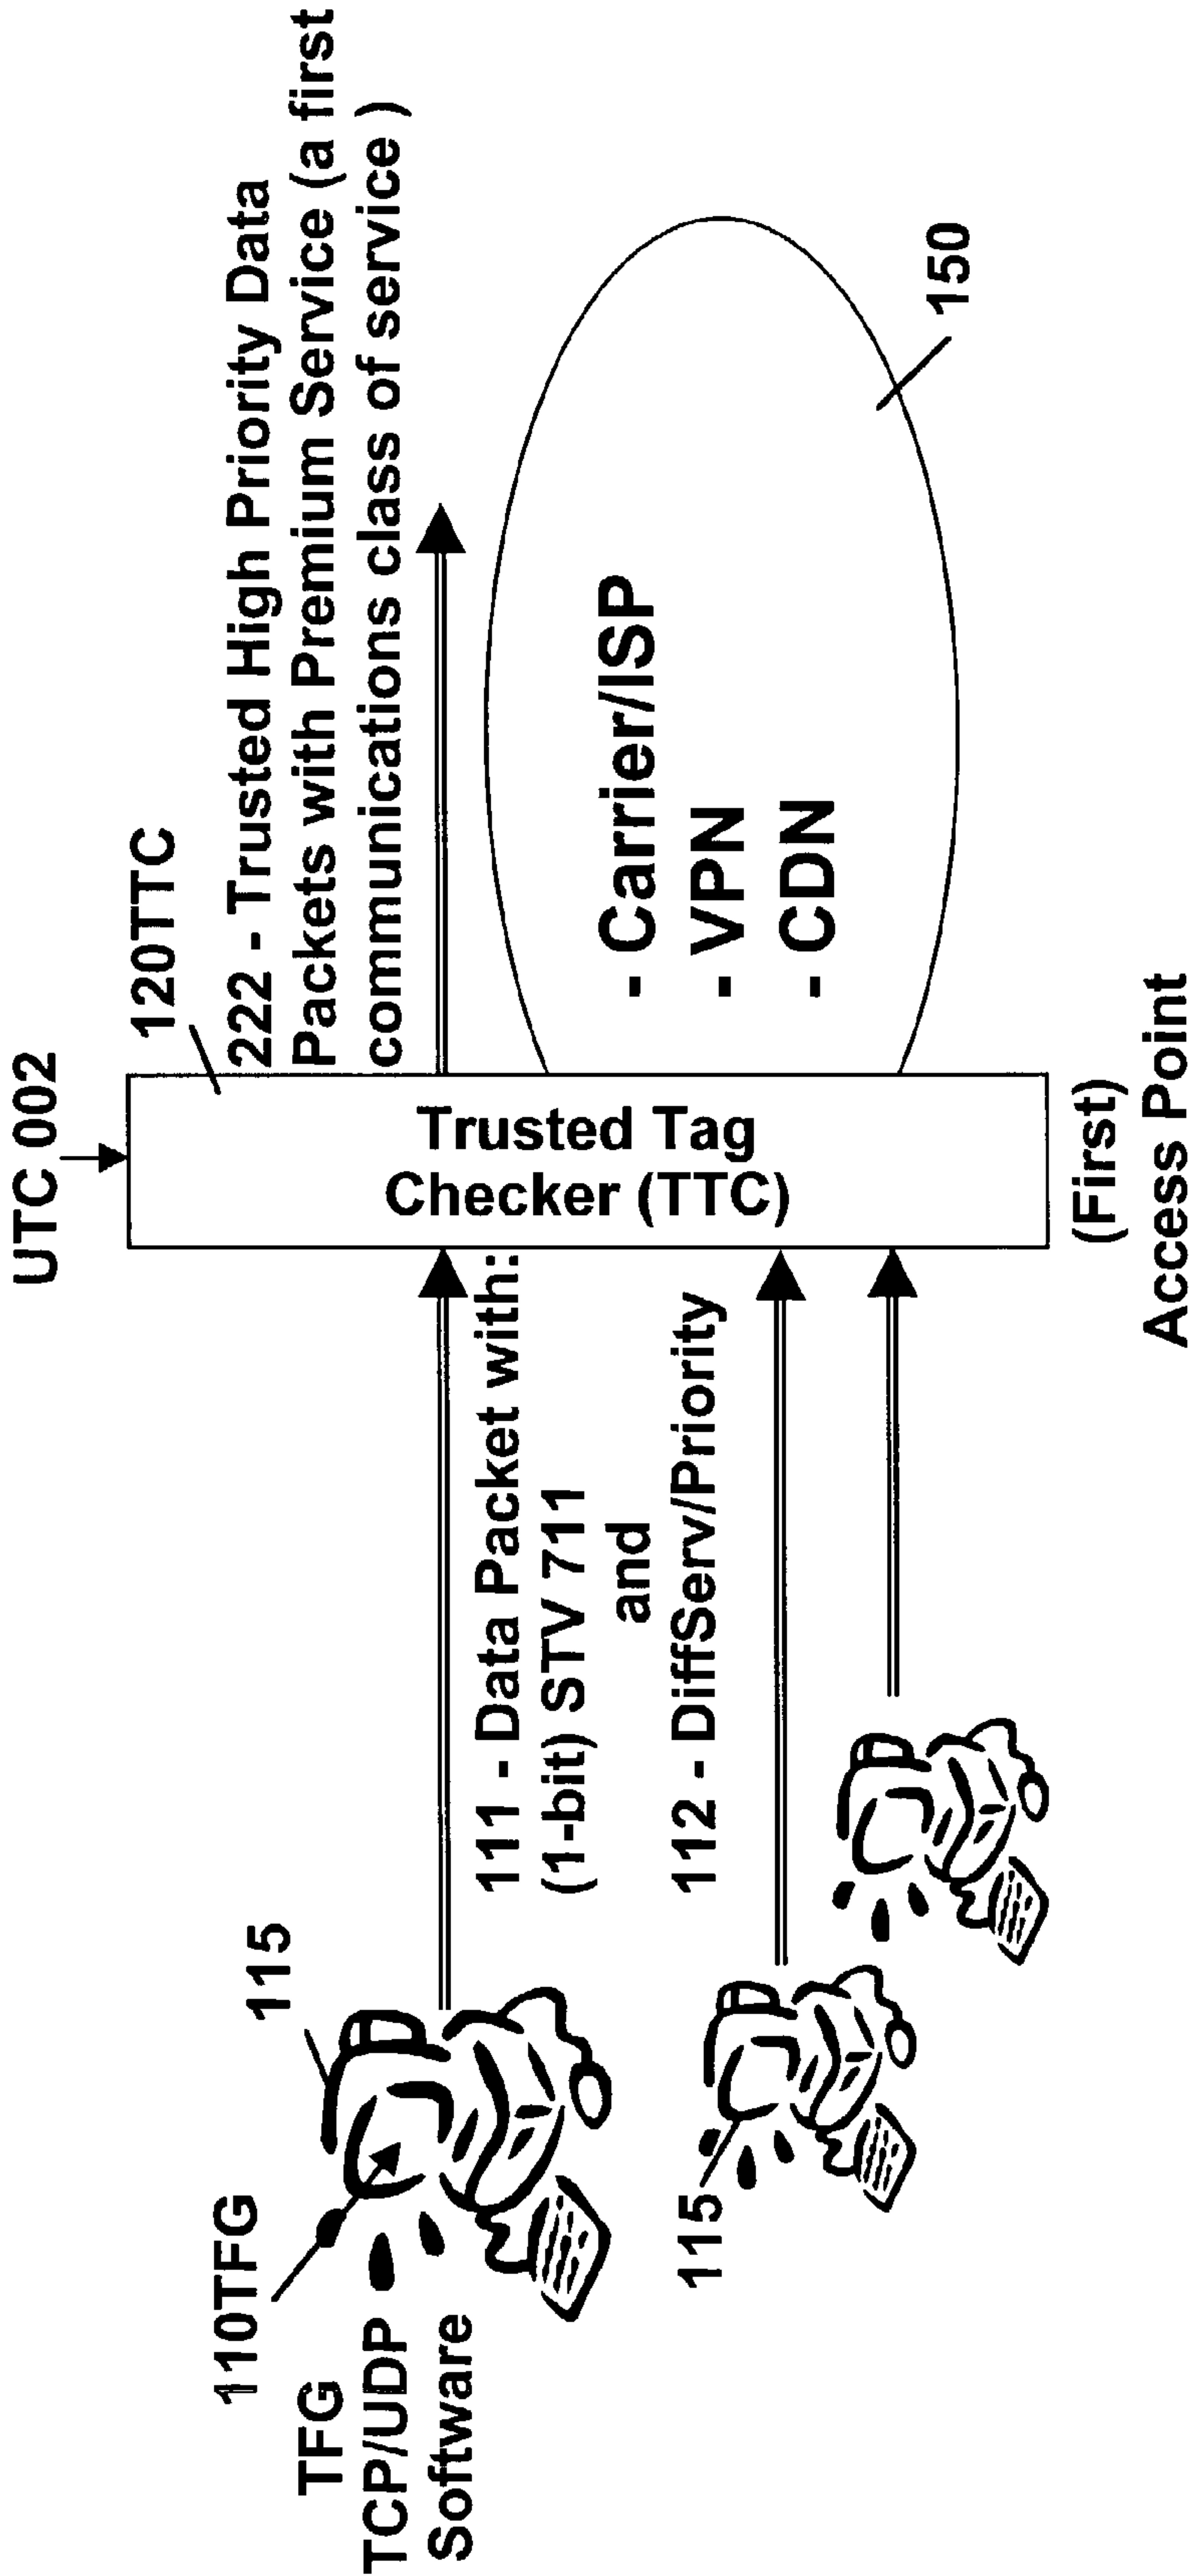 UTC 002
120TTC
222 - Trusted High Priority Data
Packets with Premium Service (a first
communications class of service )
Trusted Tag
Checker (TTC)
(First)
Access Point
- Carrier/ISP
- VPN
- CDN
150
110TFG
115
TFG
TCP/UDP
Software
111 - Data Packet with:
(1-bit) STV 711
and
112 - DiffServ/Priority
115